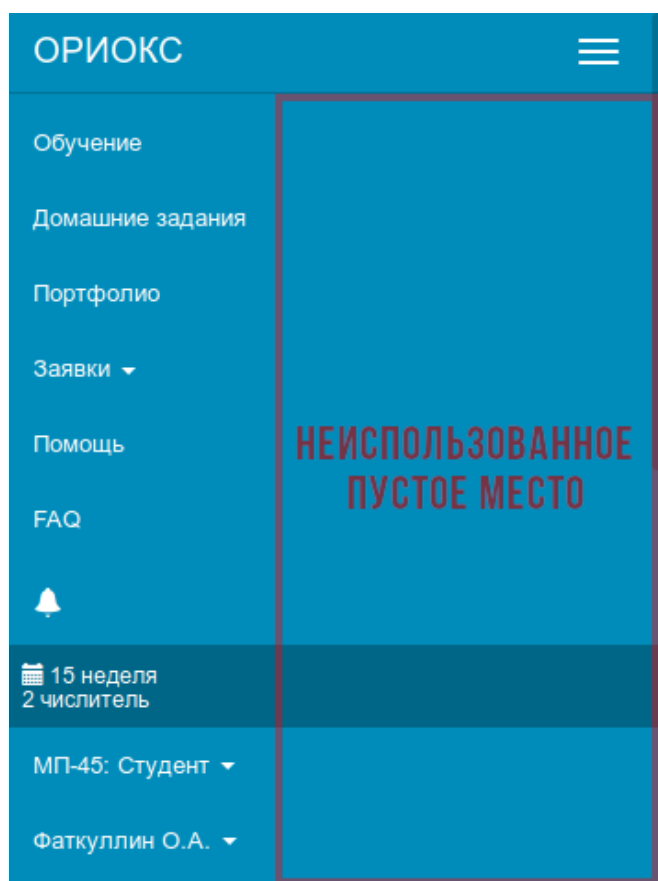 ОРИОКС
Обучение
Домашние задания
Портфолио
Заявки
Помощь
FAQ
НЕИСПОЛЬЗОВАННОЕ
ПУСТОЕ МЕСТО
15 неделя
2 числитель
МП-45: Студент
Фаткуллин О.А.